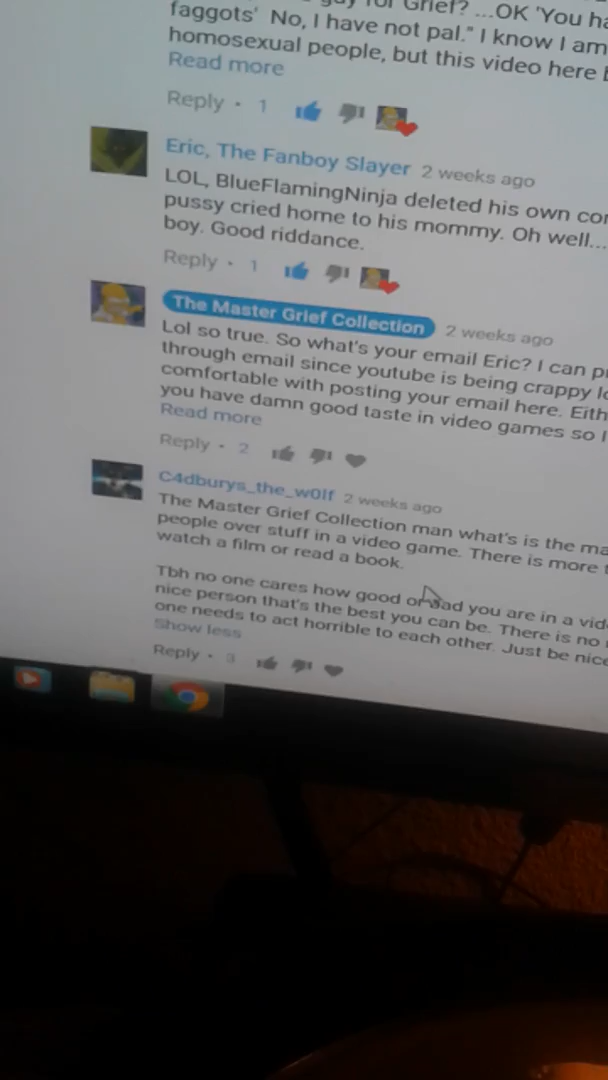 Grief? ...OK 'You ha
faggots' No, I have not pal." I know I am
homosexual people, but this video here
Read more
Reply • 1
Eric, The Fanboy Slayer 2 weeks ago
LOL, BlueFlamingNinja deleted his own co
pussy cried home to his mommy. Oh well...
boy. Good riddance.
Reply • 1
The Master Grief Collection 2 weeks ago
Lol so true. So what's your email Eric? I can p
through email since youtube is being crappy l
comfortable with posting your email here. Eith
you have damn good taste in video games so I
Read more
Reply • 2
C4dburys_the_w0lf 2 weeks ago
The Master Grief Collection man what's is the ma
people over stuff in a video game. There is more
watch a film or read a book.
Tbh no one cares how good or bad you are in a vid
nice person that's the best you can be. There is no
one needs to act horrible to each other. Just be nice
Show less
Reply • 3